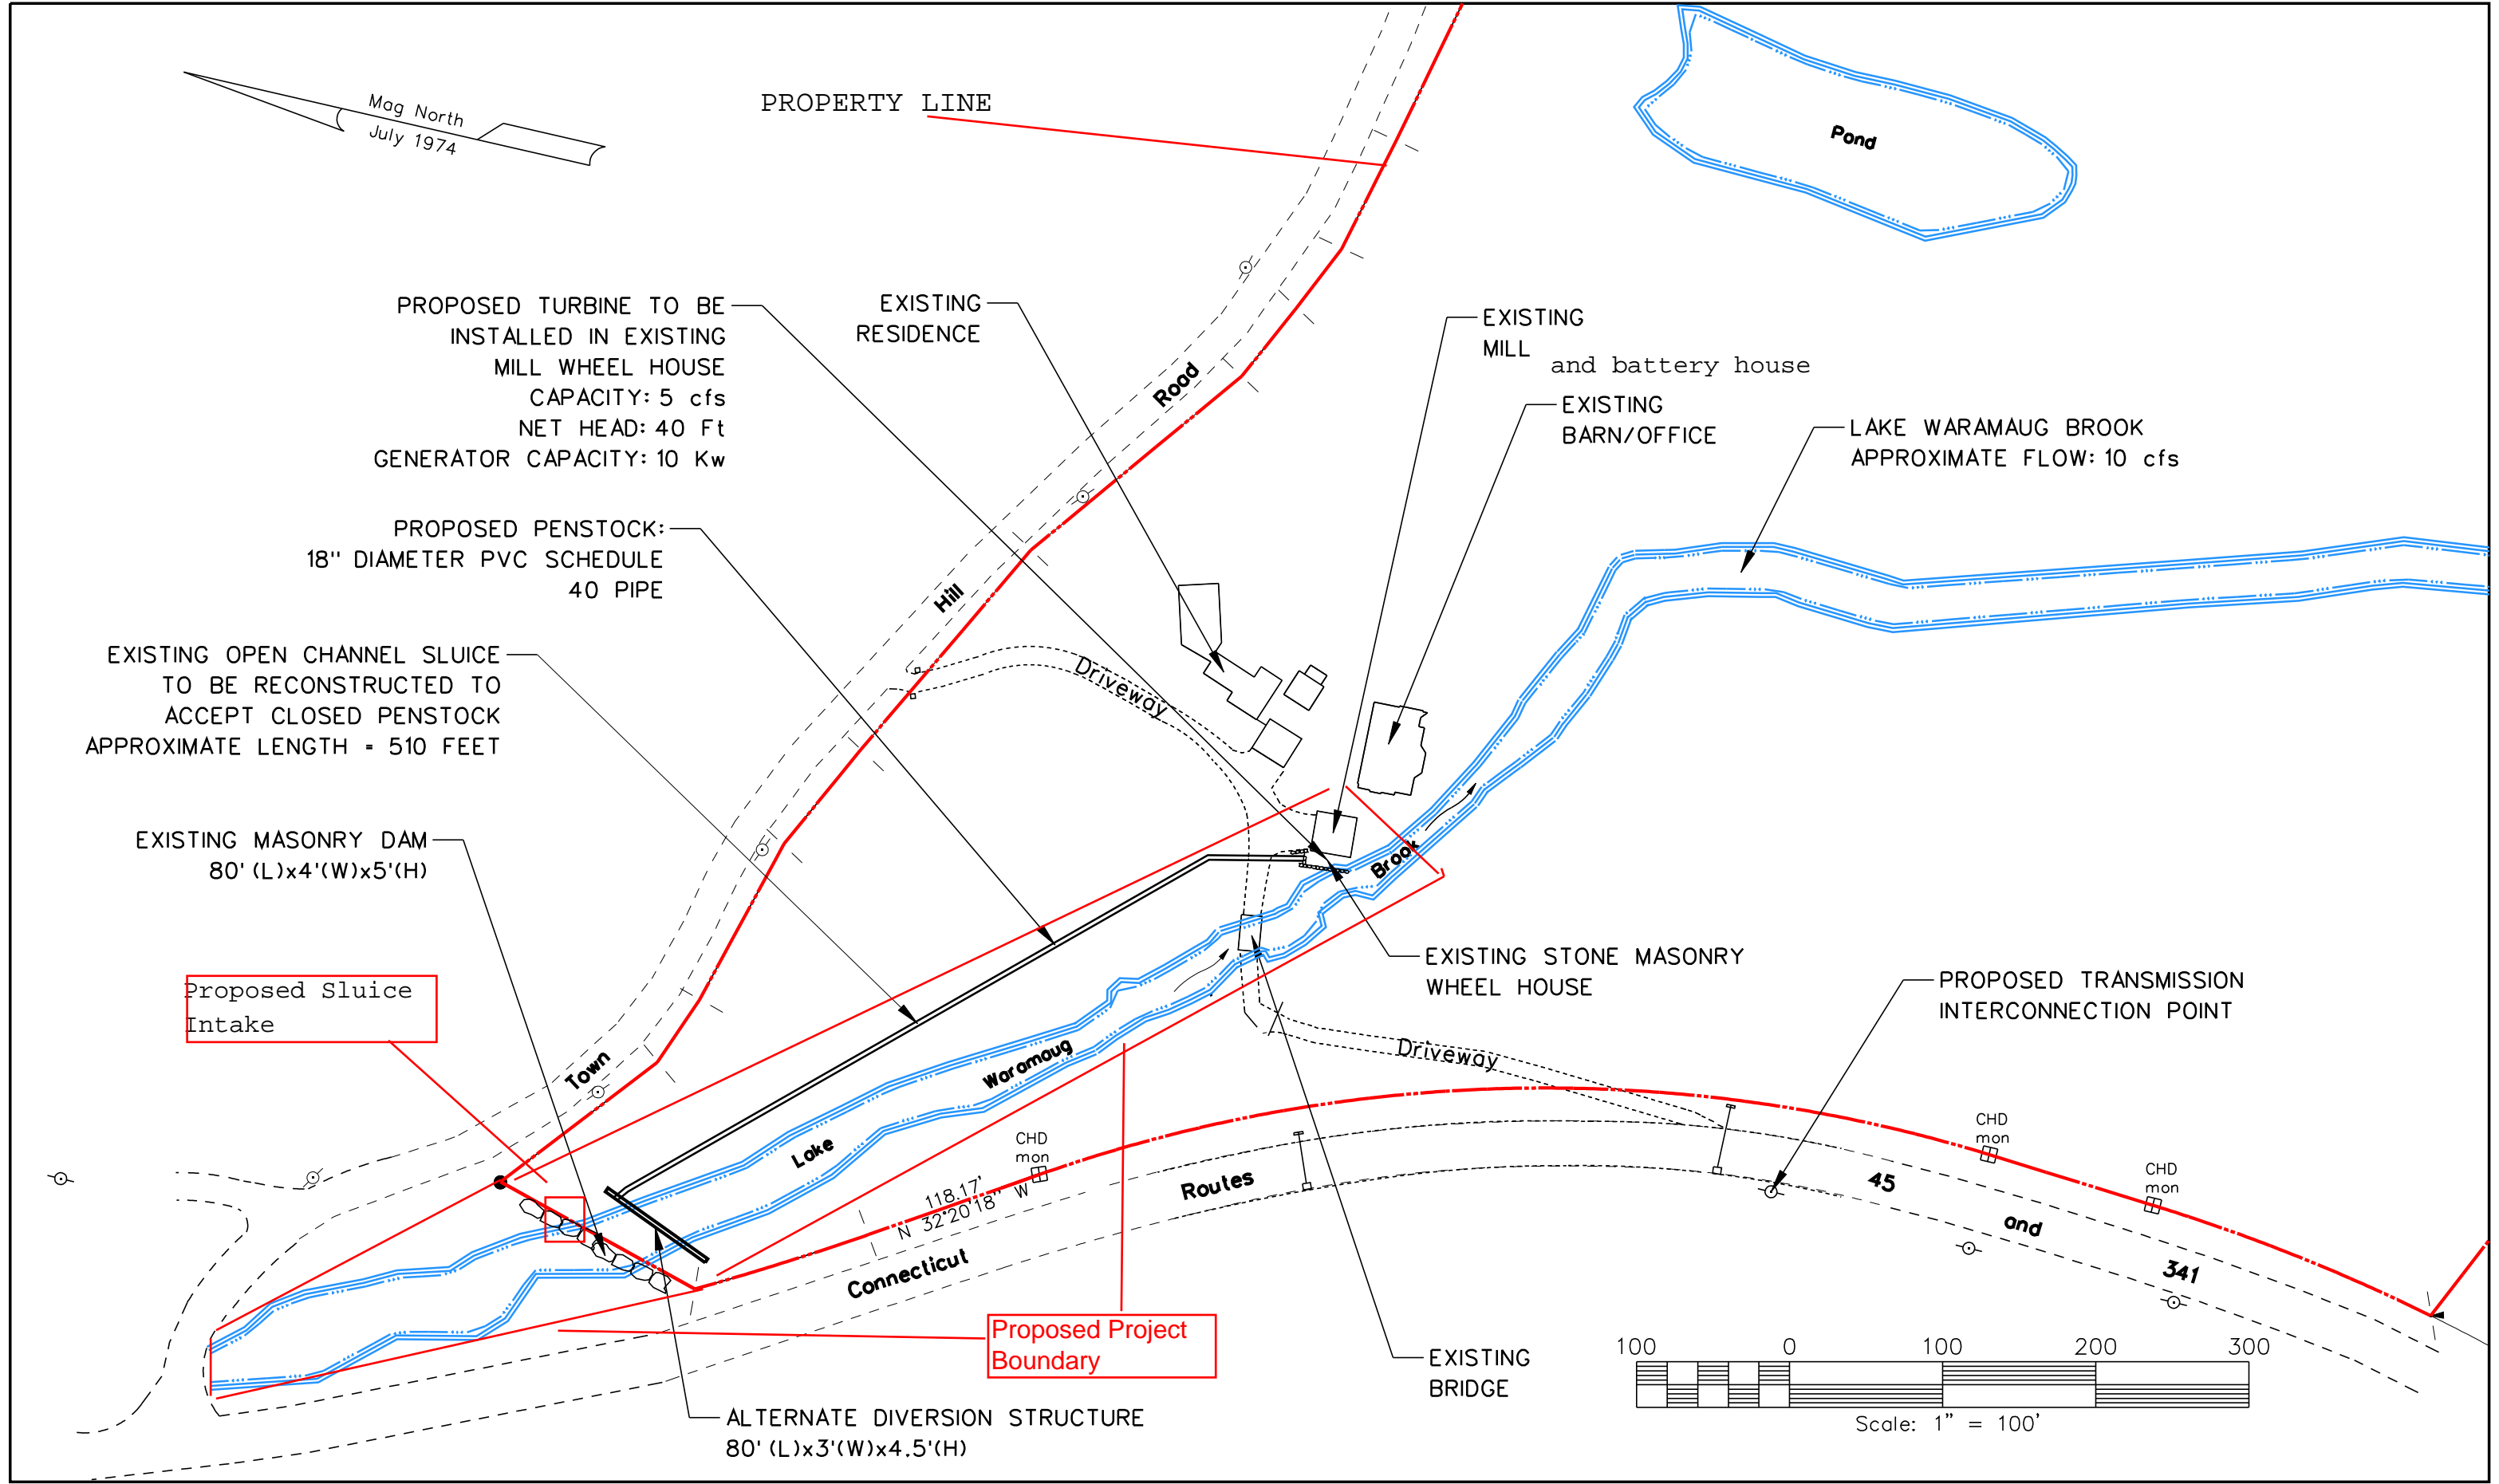 Mag North
July 1974
PROPERTY LINE
Pond
PROPOSED TURBINE TO BE
INSTALLED IN EXISTING
MILL WHEEL HOUSE
CAPACITY: 5 cfs
NET HEAD: 40 Ft
GENERATOR CAPACITY: 10 Kw
EXISTING
RESIDENCE
EXISTING
MILL
and battery house
EXISTING
BARN/OFFICE
LAKE WARAMAUG BROOK
APPROXIMATE FLOW: 10 cfs
Road
PROPOSED PENSTOCK:
18" DIAMETER PVC SCHEDULE
40 PIPE
Hill
EXISTING OPEN CHANNEL SLUICE
TO BE RECONSTRUCTED TO
ACCEPT CLOSED PENSTOCK
APPROXIMATE LENGTH = 510 FEET
Driveway
EXISTING MASONRY DAM
80' (L)x4'(W)x5'(H)
Brook
EXISTING STONE MASONRY
WHEEL HOUSE
PROPOSED TRANSMISSION
INTERCONNECTION POINT
Proposed Sluice
Intake
Town
Waramaug
Driveway
Lake
CHD
mon
CHD
mon
CHD
mon
118.17'
N 32°20'18" W
Routes
45
and
341
Connecticut
Proposed Project
Boundary
EXISTING
BRIDGE
ALTERNATE DIVERSION STRUCTURE
80' (L)x3'(W)x4.5'(H)
100 0 100 200 300
Scale: 1" = 100'